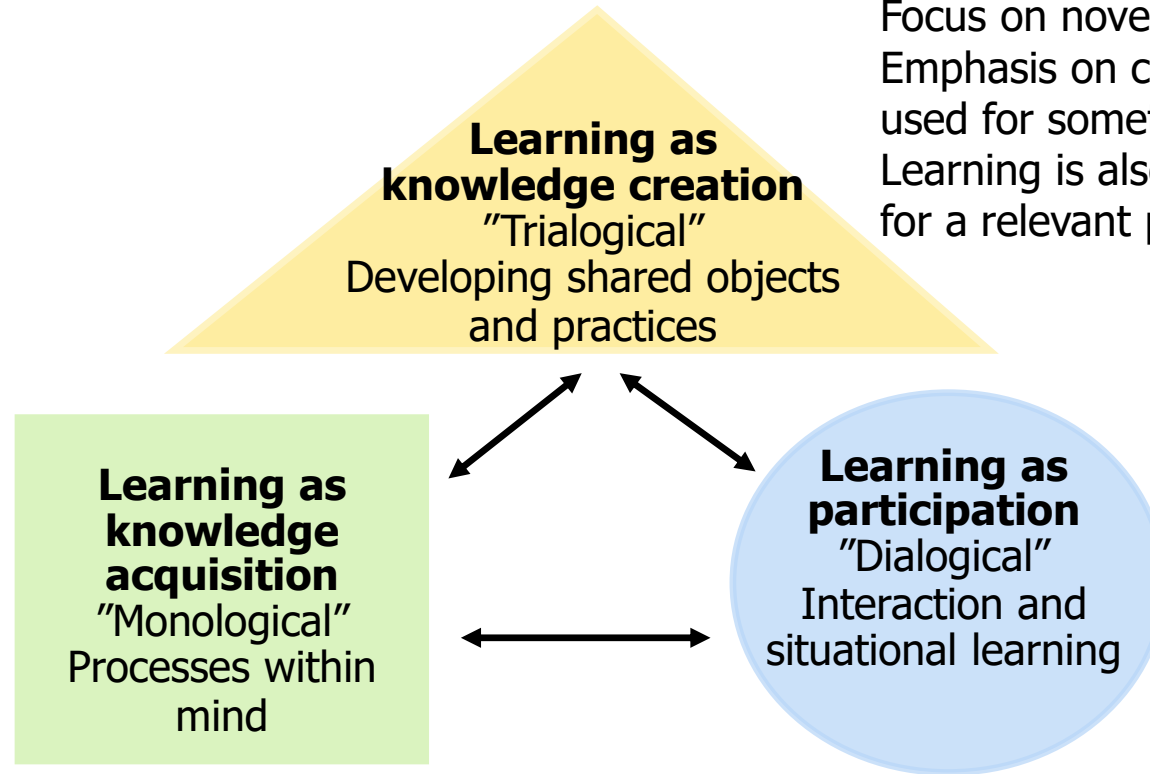 Focus on nove
Emphasis on c
used for some
Learning is als
for a relevant
Learning as
knowledge creation
”Trialogical”
Developing shared objects
and practices
Learning as
knowledge
acquisition
”Monological”
Processes within
mind
Learning as
participation
”Dialogical”
Interaction and
situational learning